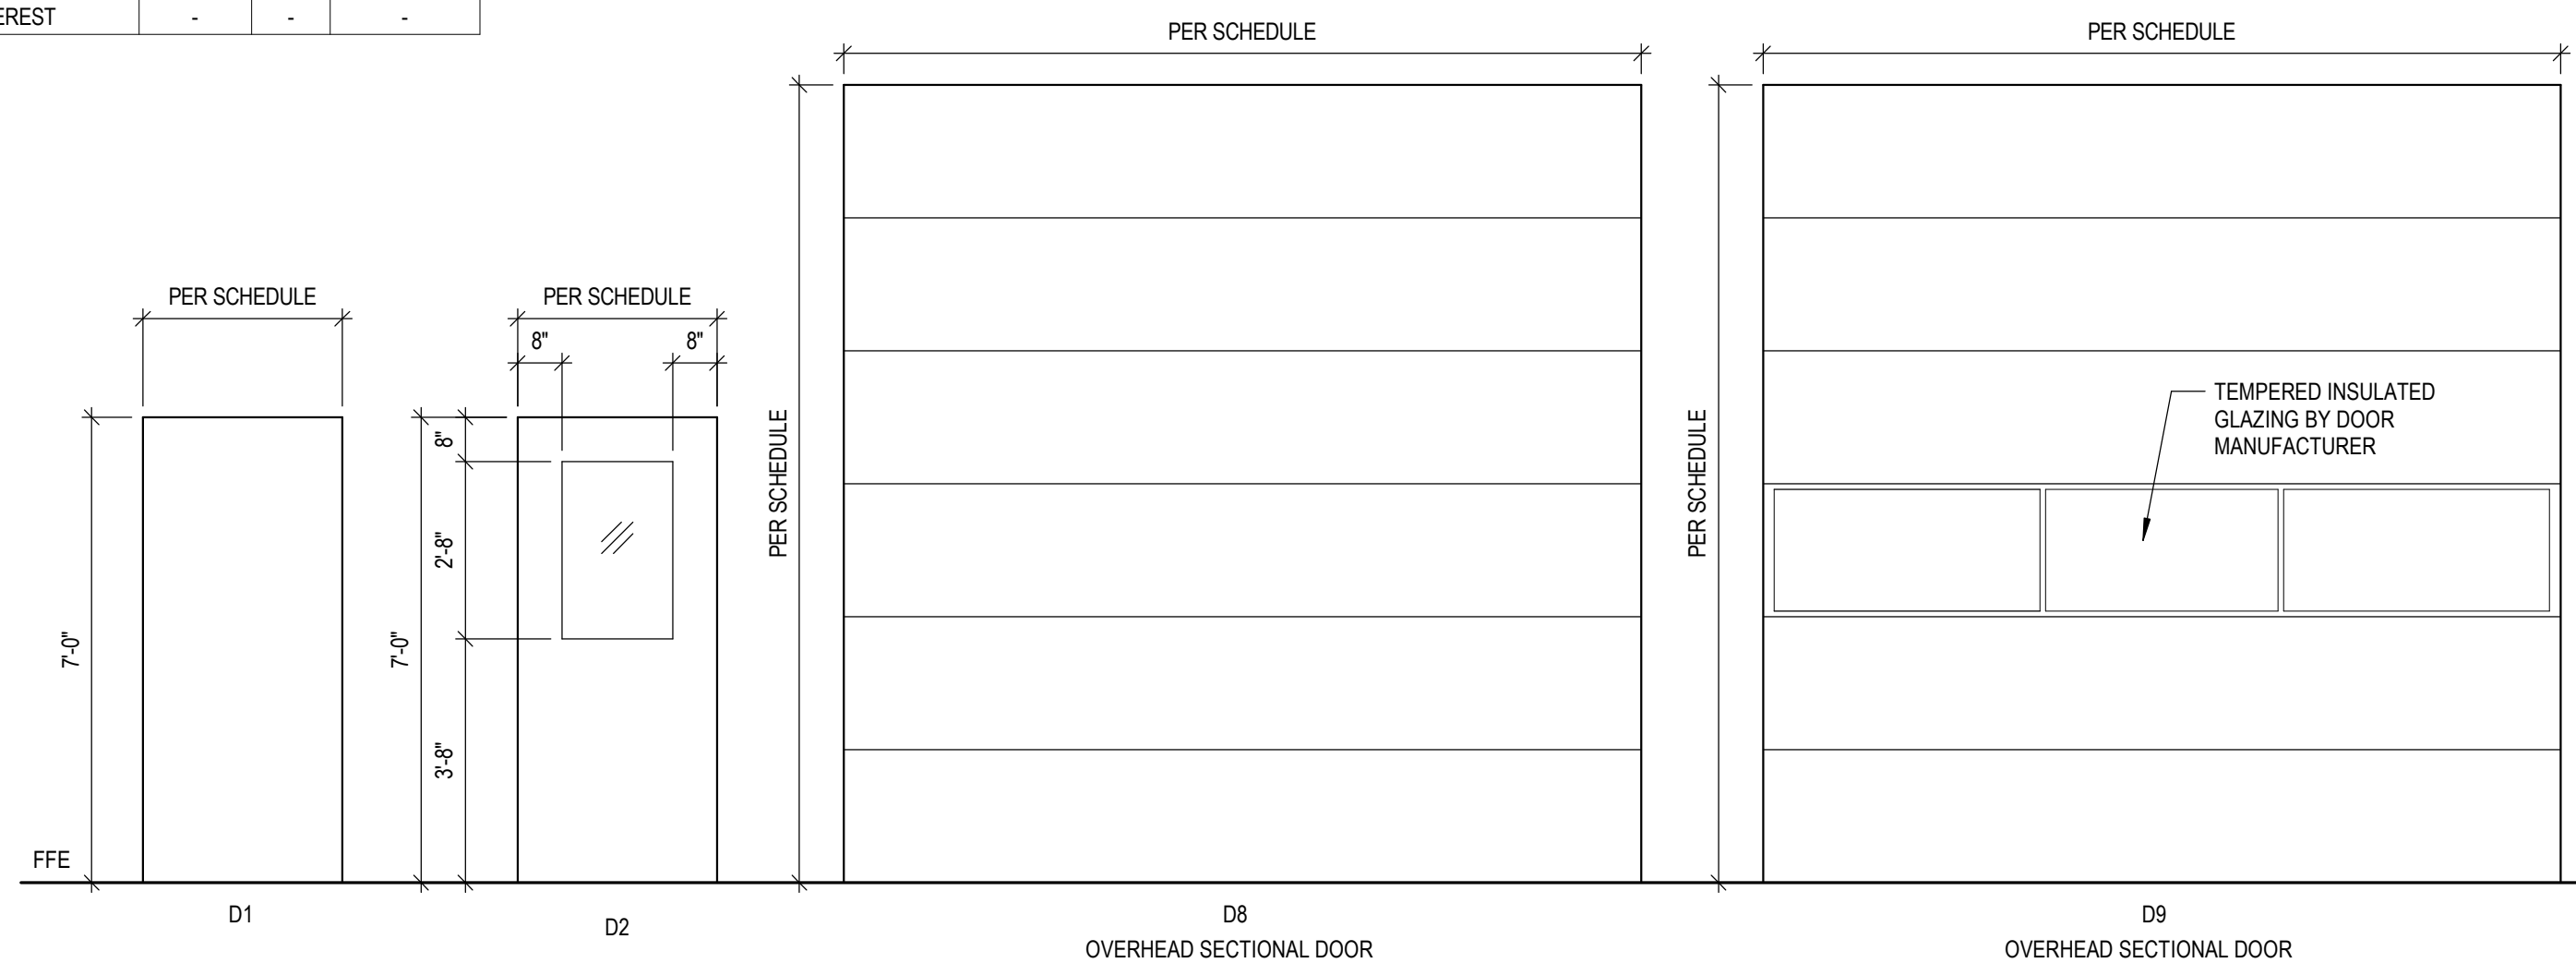 EREST - - -
PER SCHEDULE
PER SCHEDULE
PER SCHEDULE
PER SCHEDULE
8"
8"
8"
2'-8"
3'-8"
7'-0"
7'-0"
PER SCHEDULE
PER SCHEDULE
TEMPERED INSULATED
GLAZING BY DOOR
MANUFACTURER
FFE
D1
D2
D8
OVERHEAD SECTIONAL DOOR
D9
OVERHEAD SECTIONAL DOOR